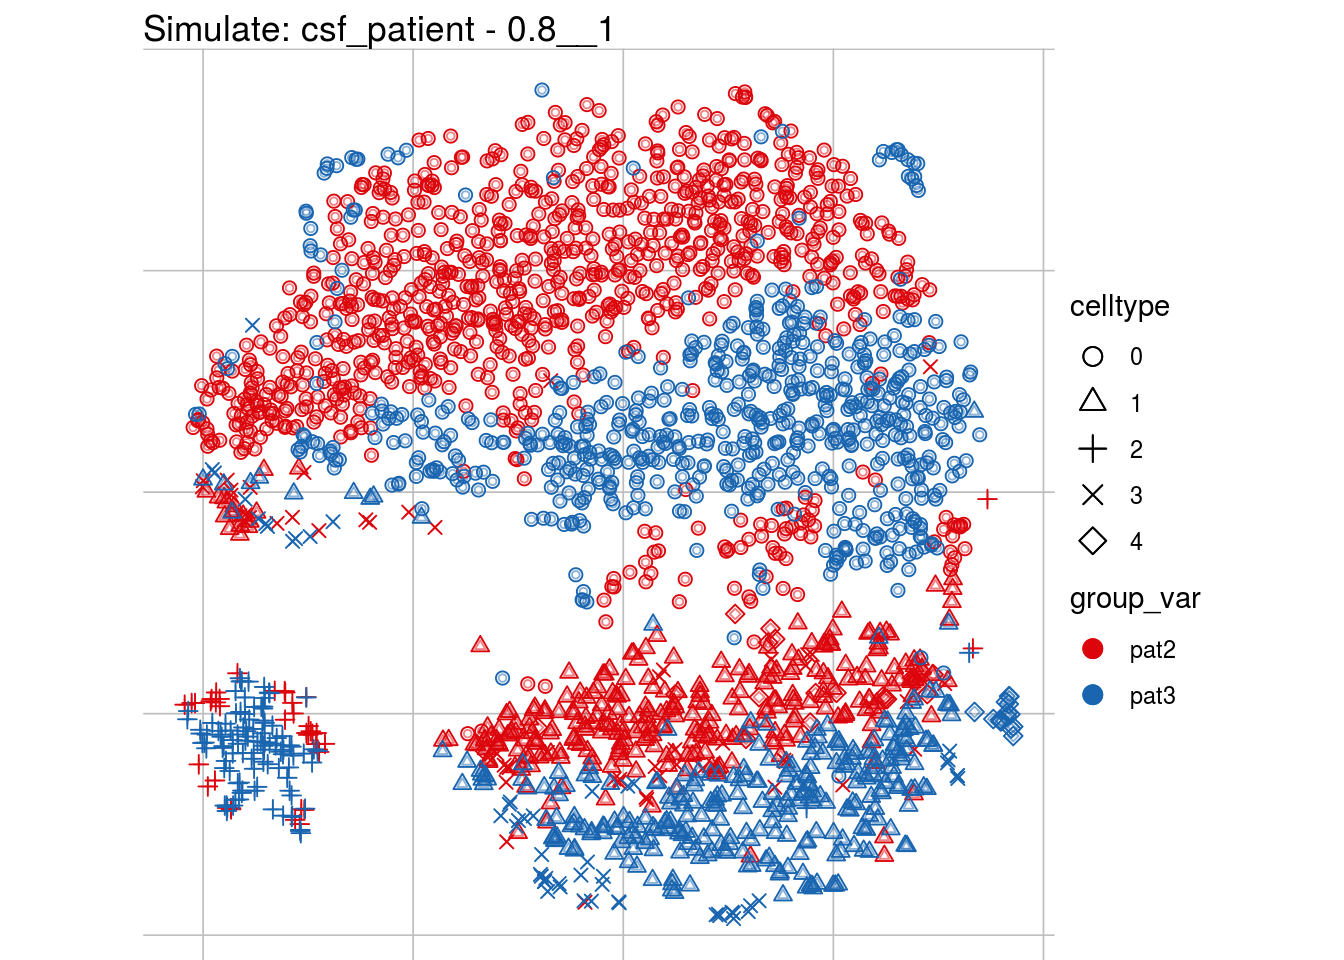 Simulate: csf_patient - 0.8__1
celltype
0
1
2
3
4
group_var
pat2
pat3